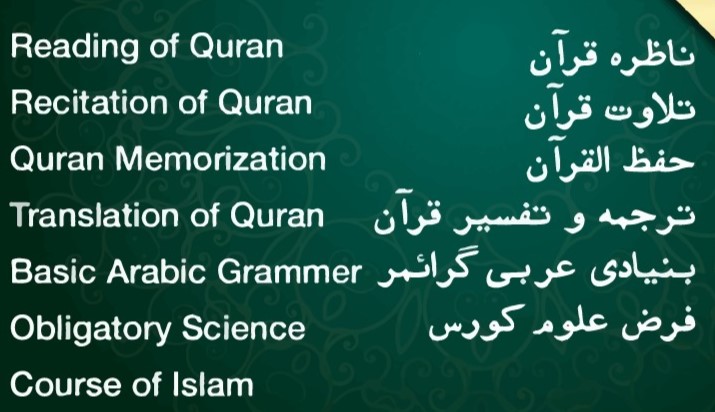 Reading of Quran ناظرہ قرآن
Recitation of Quran تلاوت قرآن
Quran Memorization حفظ القرآن
Translation of Quran ترجمہ و تفسیر قرآن
Basic Arabic Grammer بنیادی عربی گرائمر
Obligatory Science فرض علوم کورس
Course of Islam